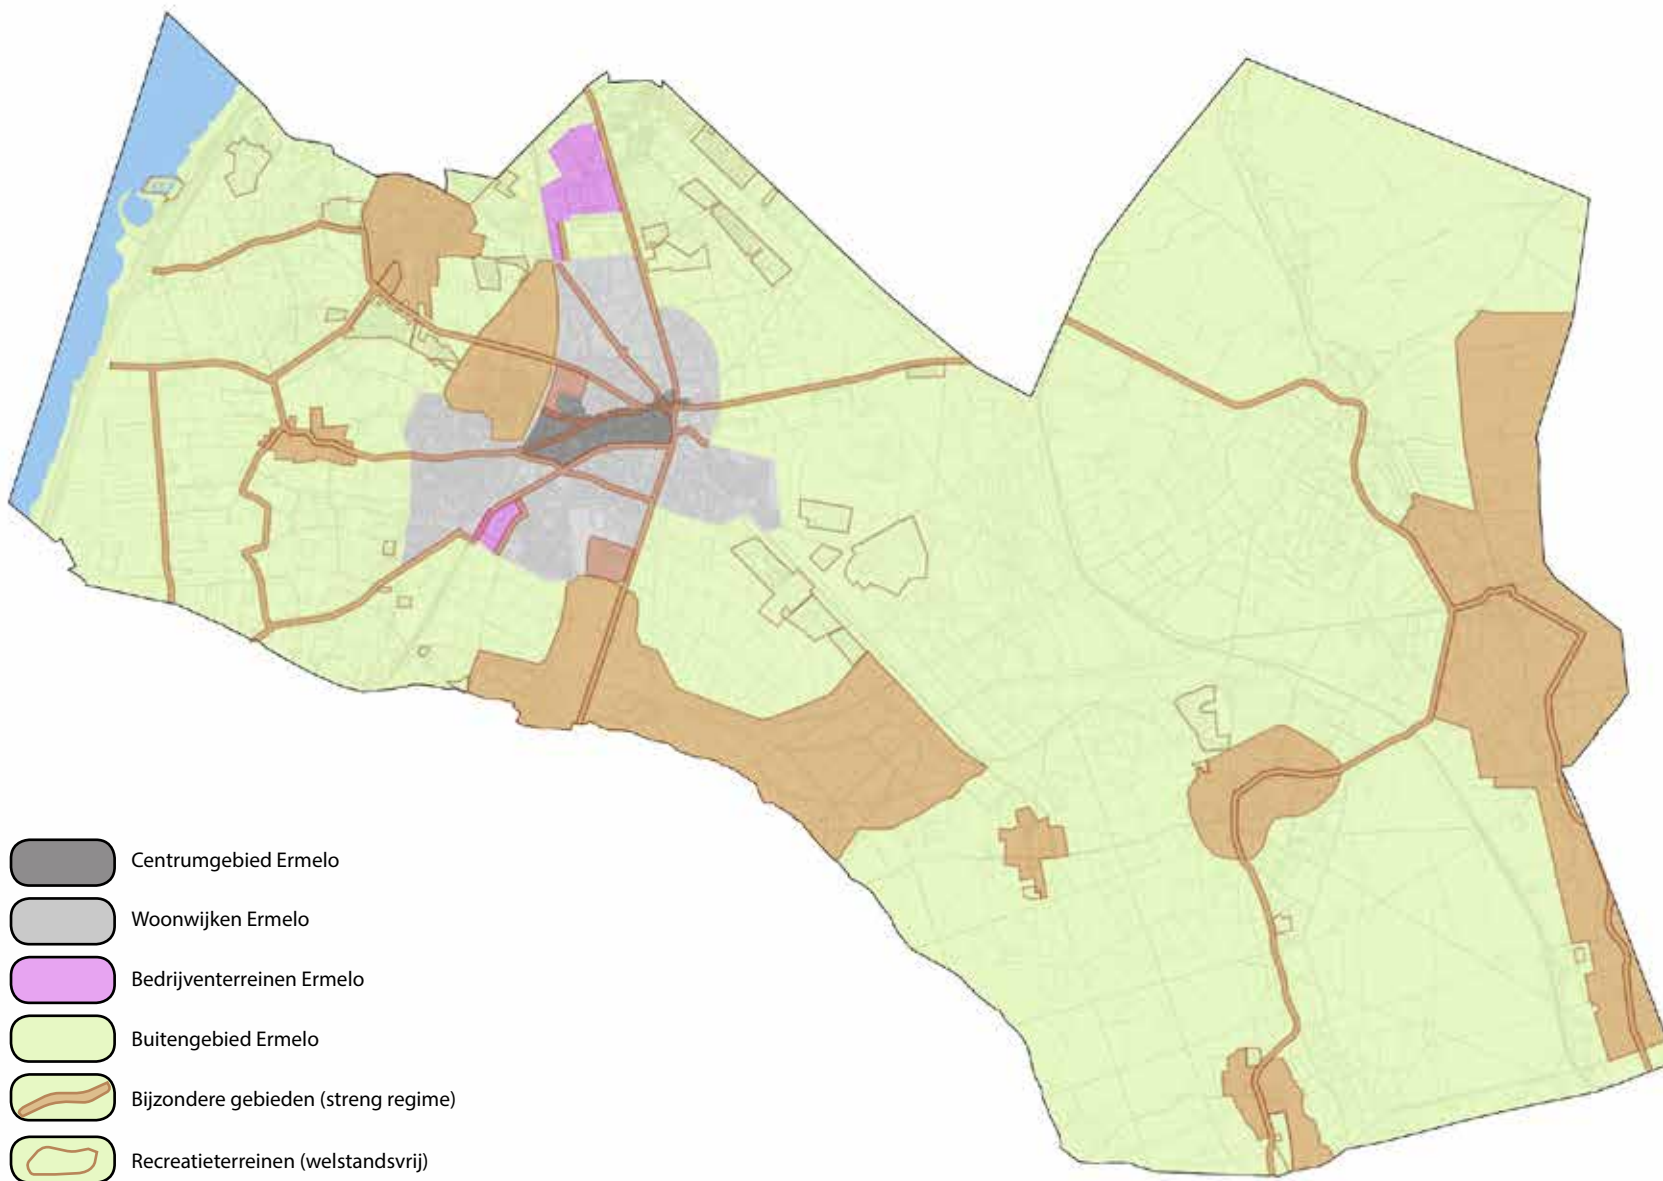 Centrumgebied Ermelo
Woonwijken Ermelo
Bedrijventerreinen Ermelo
Buitengebied Ermelo
Bijzondere gebieden (streng regime)
Recreatieterreinen (welstandsvrij)